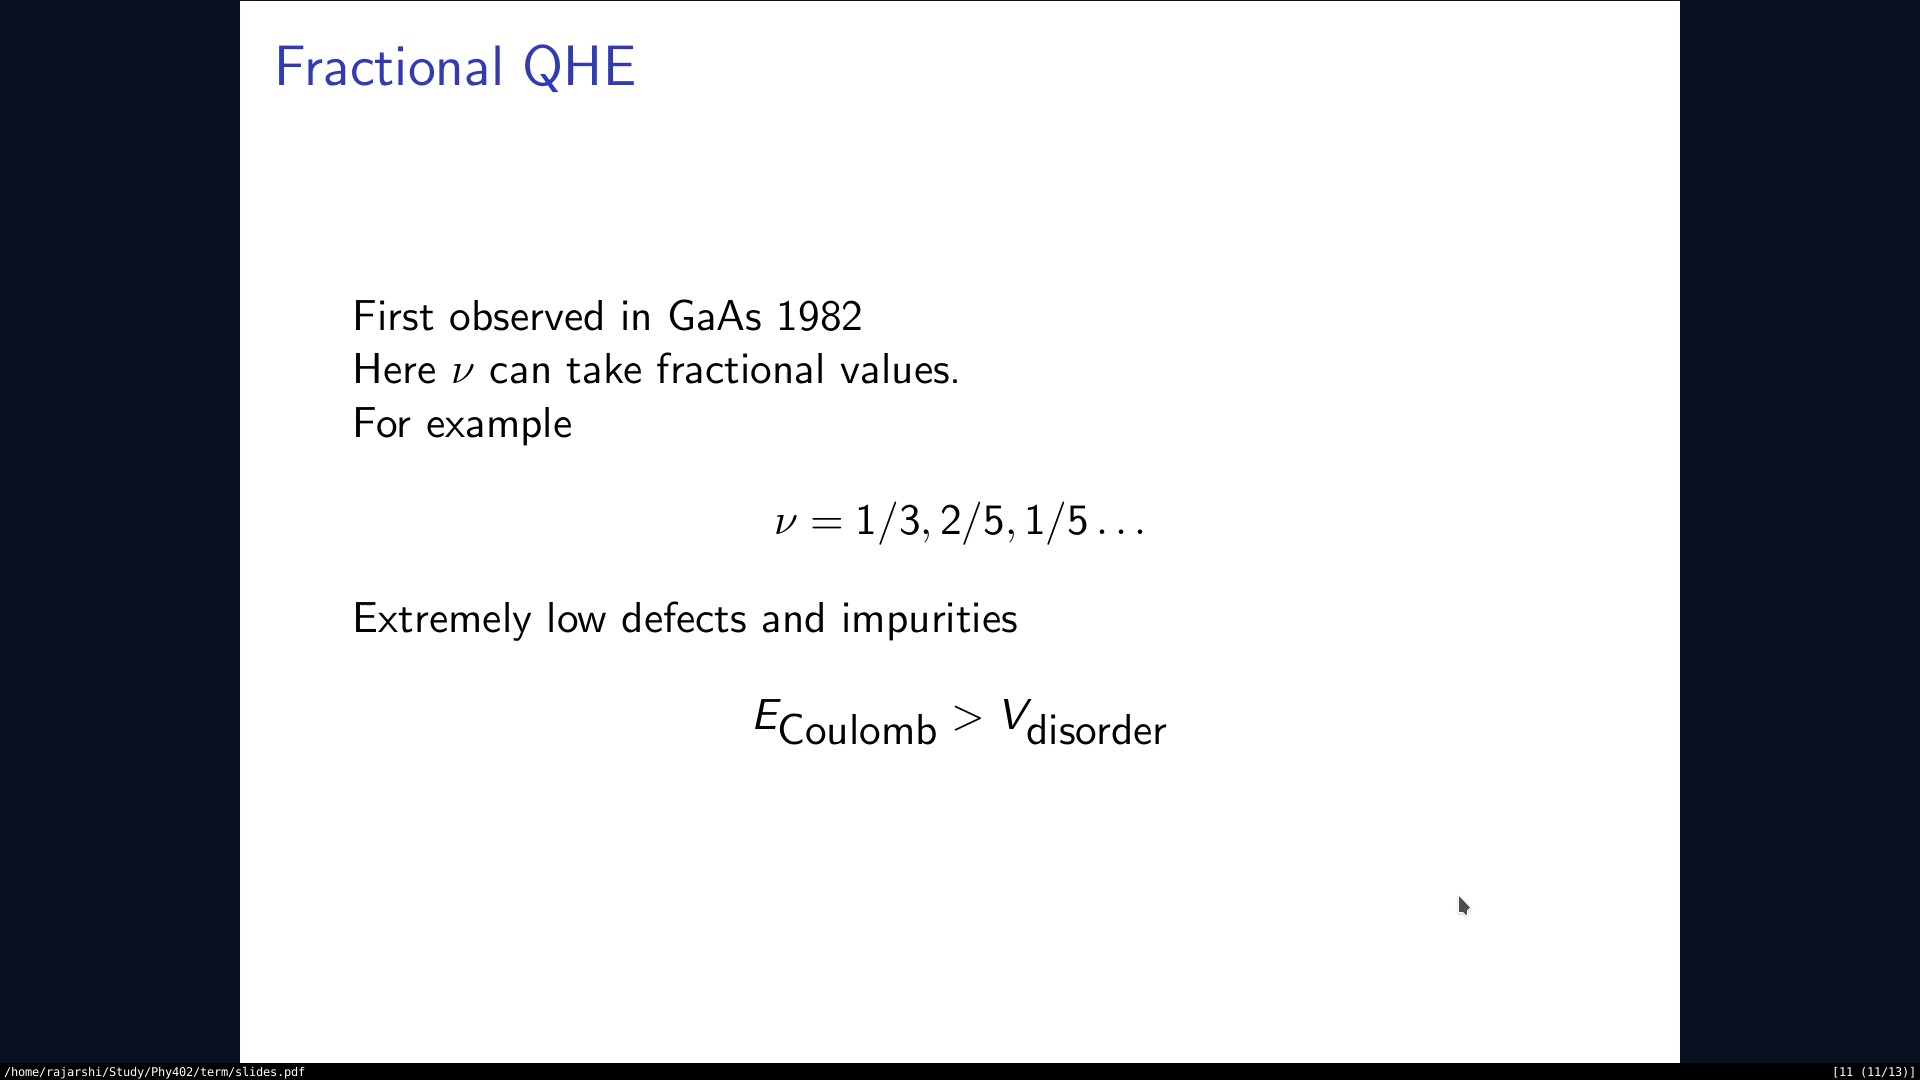 Fractional QHE
First observed in GaAs 1982
Here ν can take fractional values.
For example
ν = 1/3, 2/5, 1/5 . . .
Extremely low defects and impurities
E_Coulomb > V_disorder
/home/rajarshi/Study/Phy402/term/slides.pdf
[11 (11/13)]